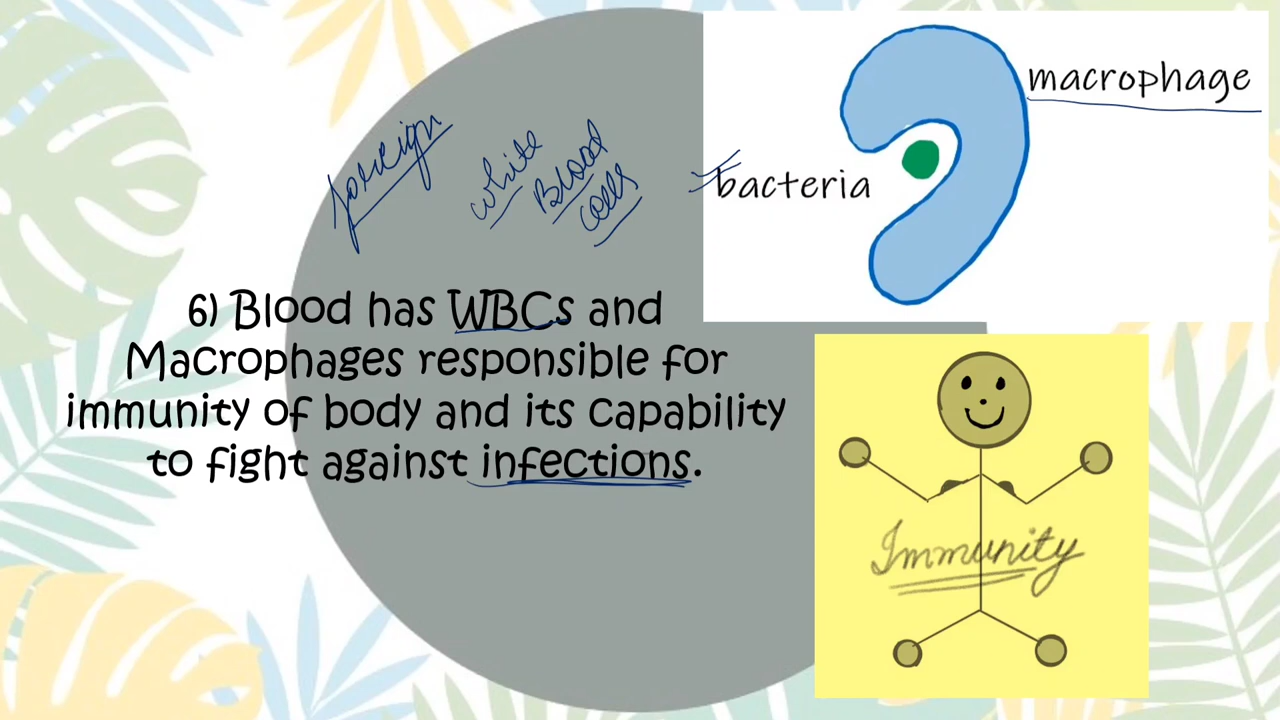 macrophage
bacteria
foreign
white
Blood
cells
6) Blood has WBCs and
Macrophages responsible for
immunity of body and its capability
to fight against infections.
Immunity